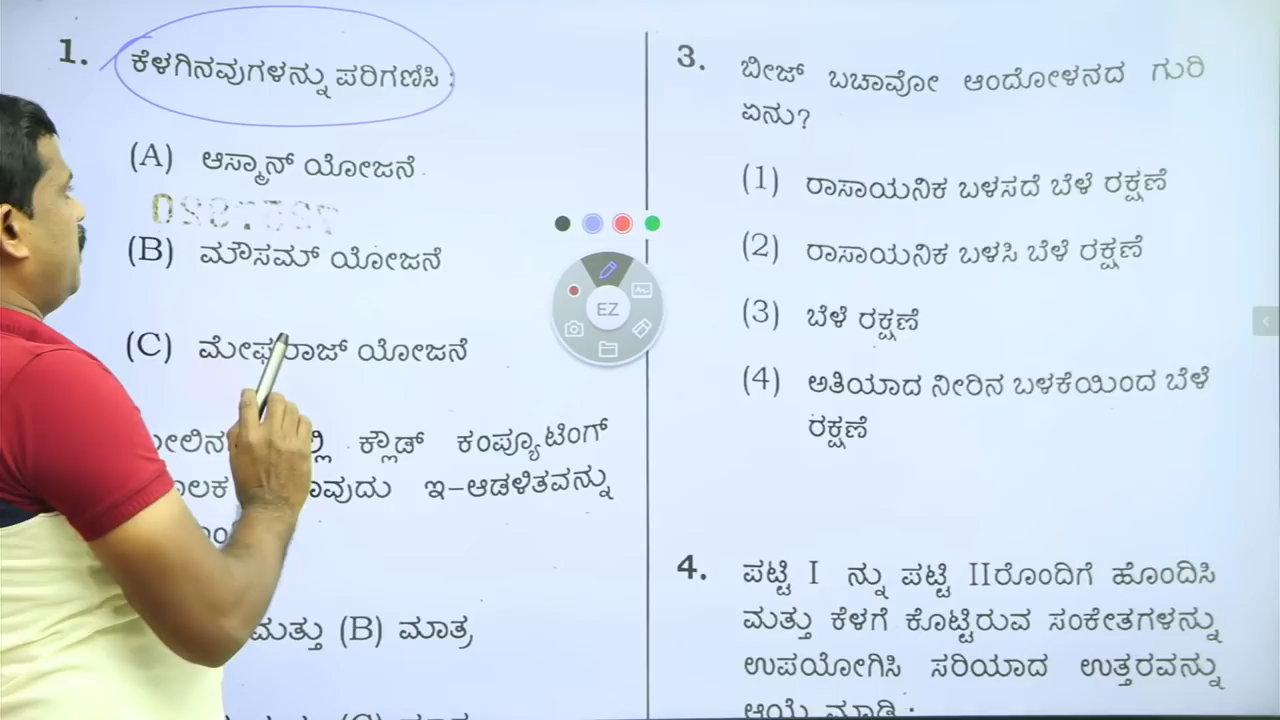 1. ಕೆಳಗಿನವುಗಳನ್ನು ಪರಿಗಣಿಸಿ :
(A) ಆಸ್ಮಾನ್ ಯೋಜನೆ
(B) ಮೌಸಮ್ ಯೋಜನೆ
(C) ಮೇಘರಾಜ್ ಯೋಜನೆ
ಕ್ಲೌಡ್ ಕಂಪ್ಯೂಟಿಂಗ್
ಇ-ಆಡಳಿತವನ್ನು
ಮತ್ತು (B) ಮಾತ್ರ
3. ಬೀಜ್ ಬಚಾವೋ ಆಂದೋಳನದ ಗುರಿ
ಏನು?
(1) ರಾಸಾಯನಿಕ ಬಳಸದೆ ಬೆಳೆ ರಕ್ಷಣೆ
(2) ರಾಸಾಯನಿಕ ಬಳಸಿ ಬೆಳೆ ರಕ್ಷಣೆ
(3) ಬೆಳೆ ರಕ್ಷಣೆ
(4) ಅತಿಯಾದ ನೀರಿನ ಬಳಕೆಯಿಂದ ಬೆಳೆ
ರಕ್ಷಣೆ
4. ಪಟ್ಟಿ I ನ್ನು ಪಟ್ಟಿ IIರೊಂದಿಗೆ ಹೊಂದಿಸಿ
ಮತ್ತು ಕೆಳಗೆ ಕೊಟ್ಟಿರುವ ಸಂಕೇತಗಳನ್ನು
ಉಪಯೋಗಿಸಿ ಸರಿಯಾದ ಉತ್ತರವನ್ನು
ಆಯ್ಕೆ ಮಾಡಿ :
EZ